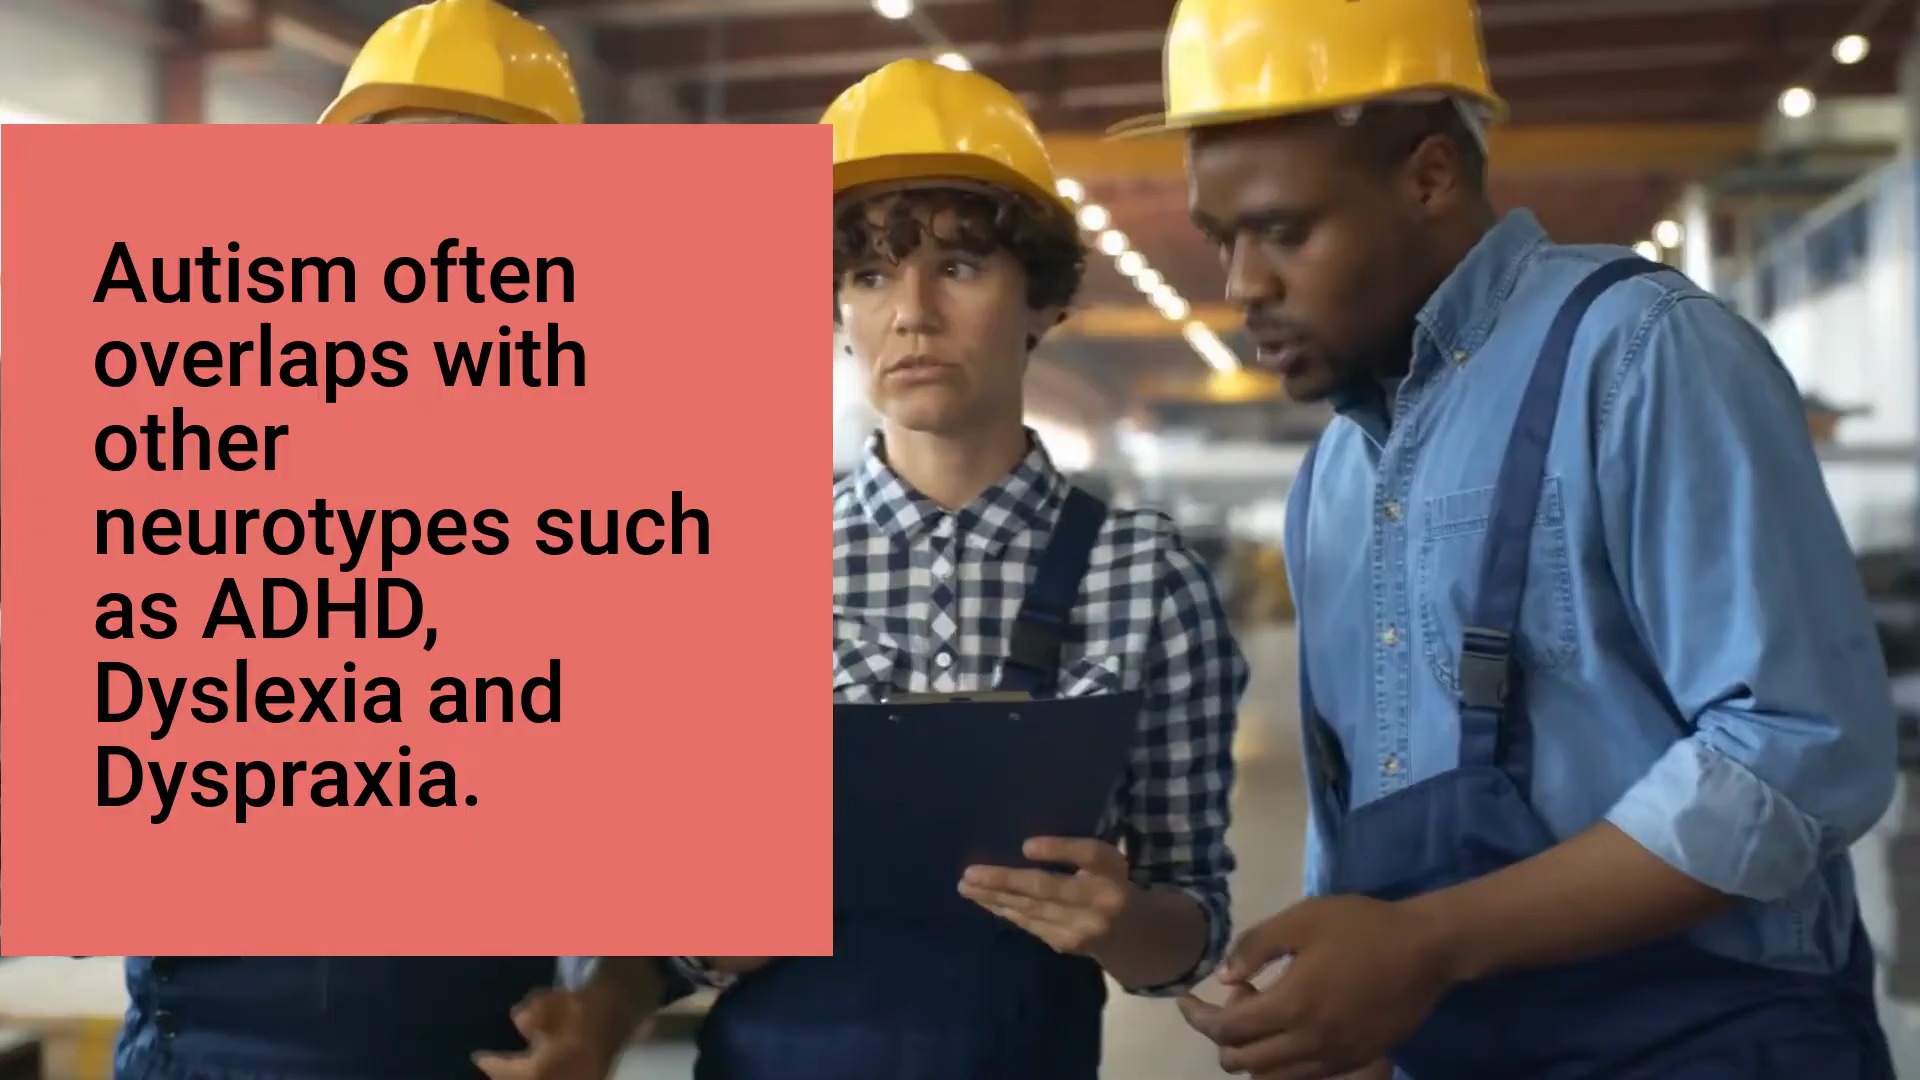 Autism often
overlaps with
other
neurotypes such
as ADHD,
Dyslexia and
Dyspraxia.